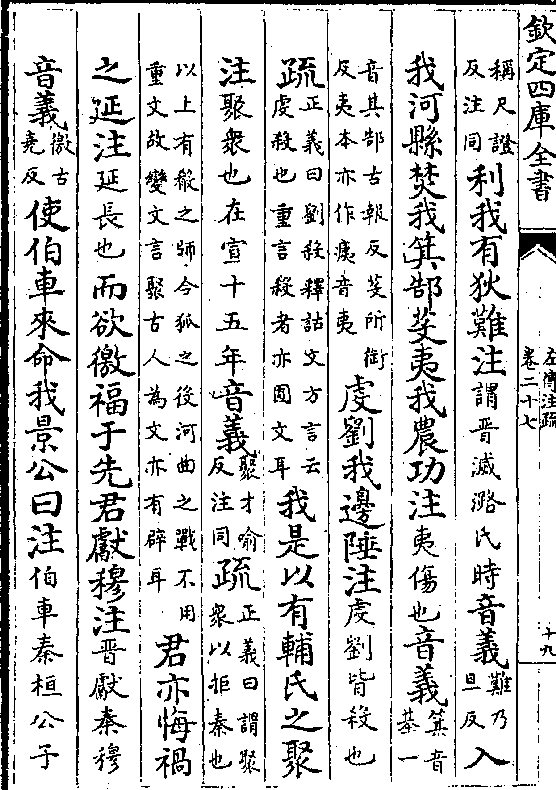 欽定四庫全書
左傳注疏
卷二十七
十九
稱尺證反注同利我有狄難注謂晉滅潞氏時音義難乃旦反入
我河縣焚我箕郜芟夷我農功注夷傷也音義箕音基一
音其郜古報反芟所銜反夷本亦作痍音夷虔劉我邊陲注虔劉皆殺也
疏正義曰劉殺釋詁文方言云虔殺也重言殺者亦圓文耳我是以有輔氏之聚
注聚衆也在宣十五年音義聚才喻反注同疏正義曰謂聚衆以拒秦也
以上有殽之師令狐之後河曲之戰不用重文故變文言聚古人為文亦有辟耳君亦悔禍
之延注延長也而欲徼福于先君獻穆注晉獻秦穆
音義徼古堯反使伯車來命我景公曰注伯車秦桓公子